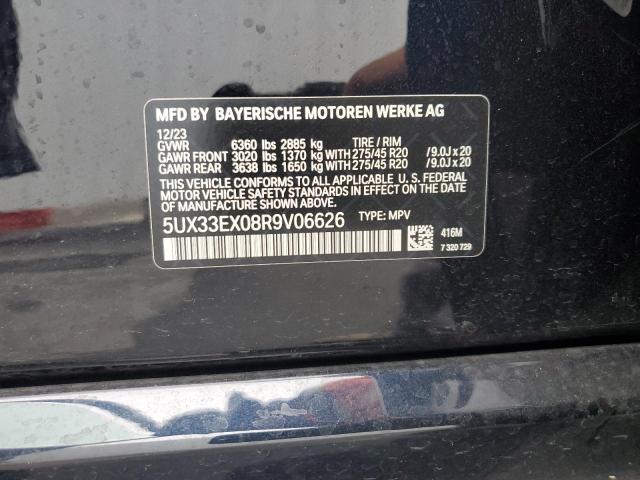 MFD BY BAYERISCHE MOTOREN WERKE AG
12/23
GVWR 6360 lbs 2885 kg TIRE / RIM
GAWR FRONT 3020 lbs 1370 kg WITH 275/45 R20 /9.0J x 20
GAWR REAR 3638 lbs 1650 kg WITH 275/45 R20 /9.0J x 20
THIS VEHICLE CONFORMS TO ALL APPLICABLE U. S. FEDERAL
MOTOR VEHICLE SAFETY STANDARDS IN EFFECT ON THE DATE OF
MANUFACTURE SHOWN ABOVE.
5UX33EX08R9V06626 TYPE: MPV
416M
7 320 729